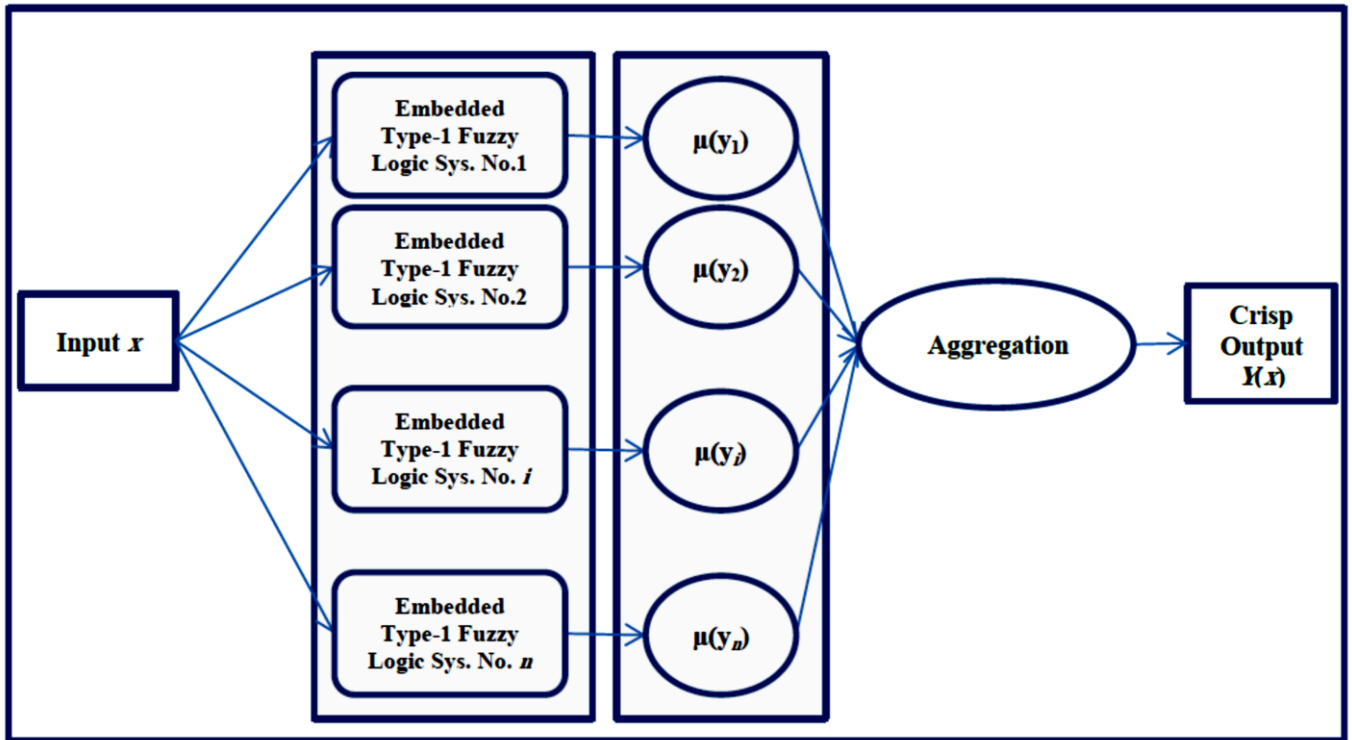 Input x
Embedded
Type-1 Fuzzy
Logic Sys. No.1
Embedded
Type-1 Fuzzy
Logic Sys. No.2
Embedded
Type-1 Fuzzy
Logic Sys. No. i
Embedded
Type-1 Fuzzy
Logic Sys. No. n
μ(y₁)
μ(y₂)
μ(yᵢ)
μ(yₙ)
Aggregation
Crisp
Output
Y(x)